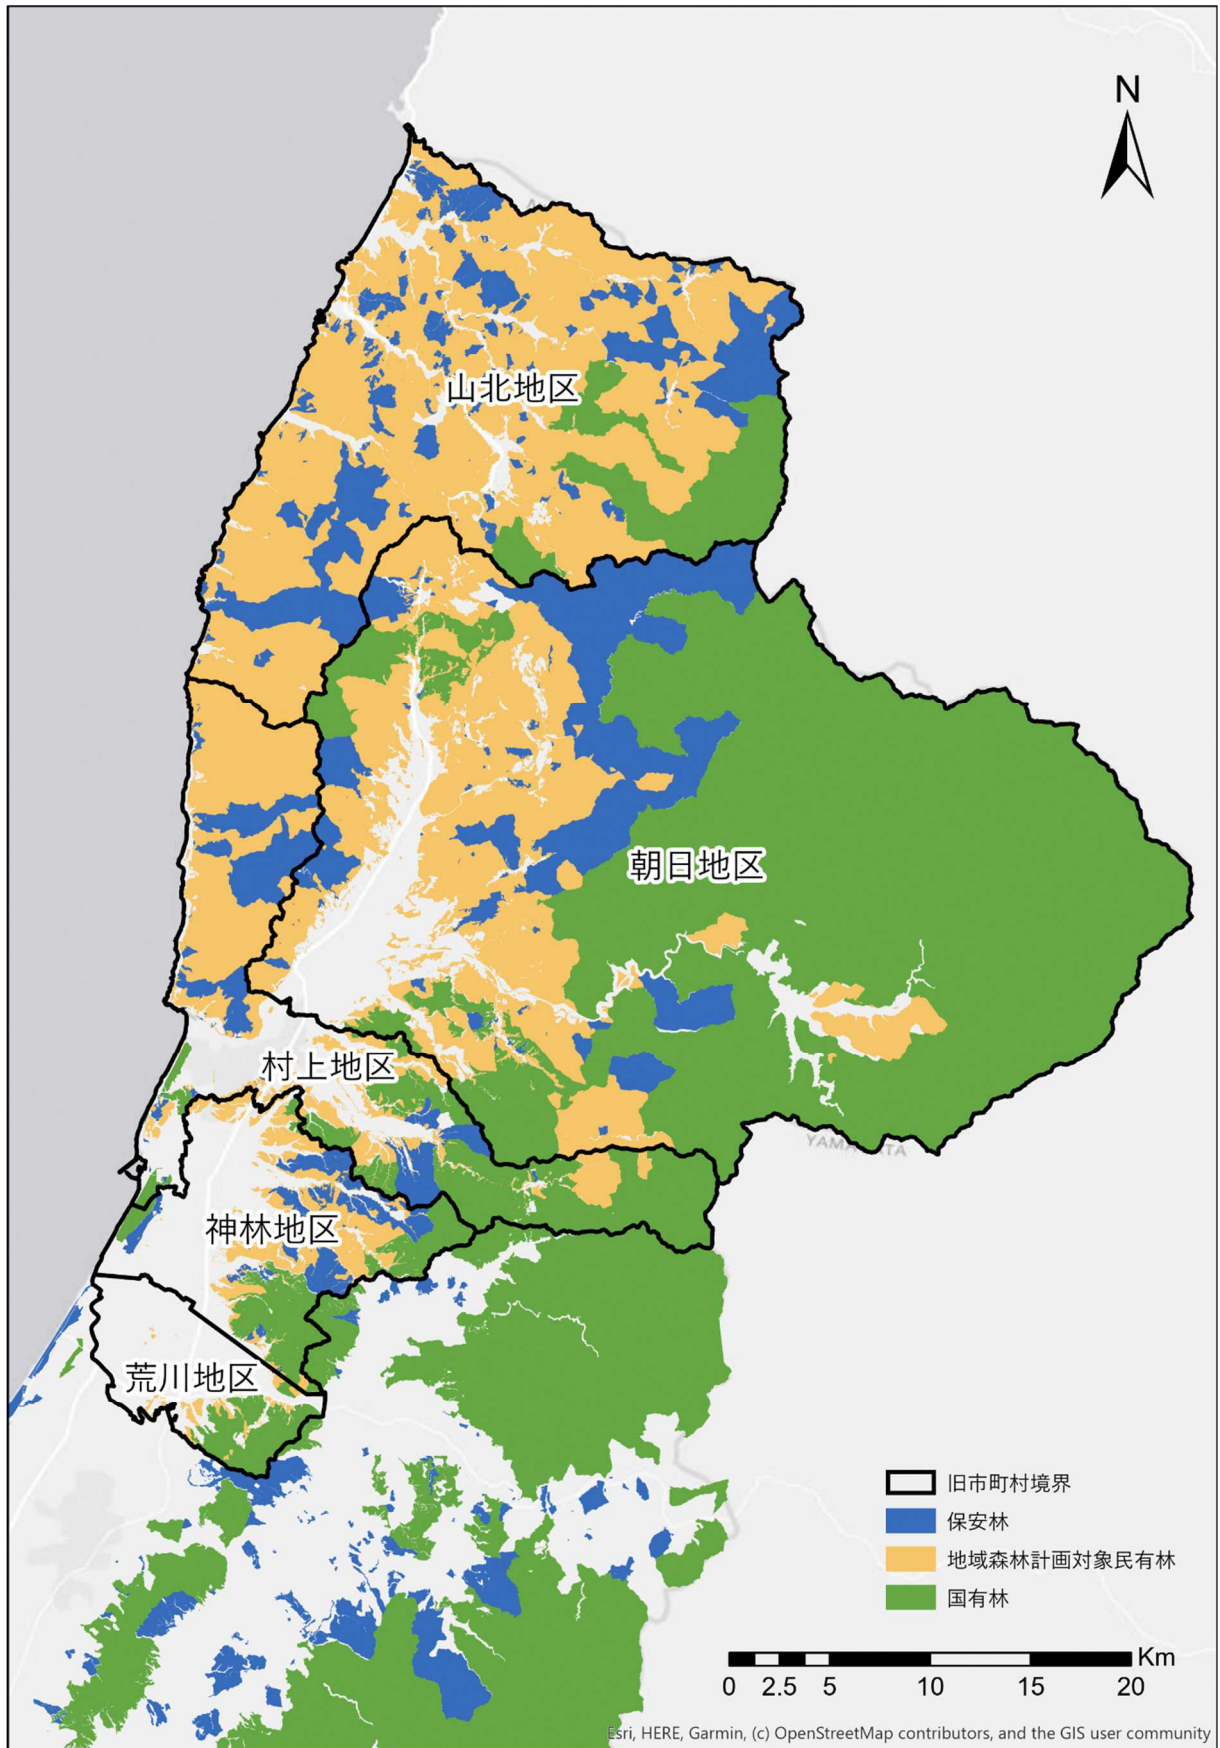 N
山北地区
朝日地区
村上地区
YAMAGATA
神林地区
荒川地区
旧市町村境界
保安林
地域森林計画対象民有林
国有林
Km
0 2.5 5 10 15 20
Esri, HERE, Garmin, (c) OpenStreetMap contributors, and the GIS user community